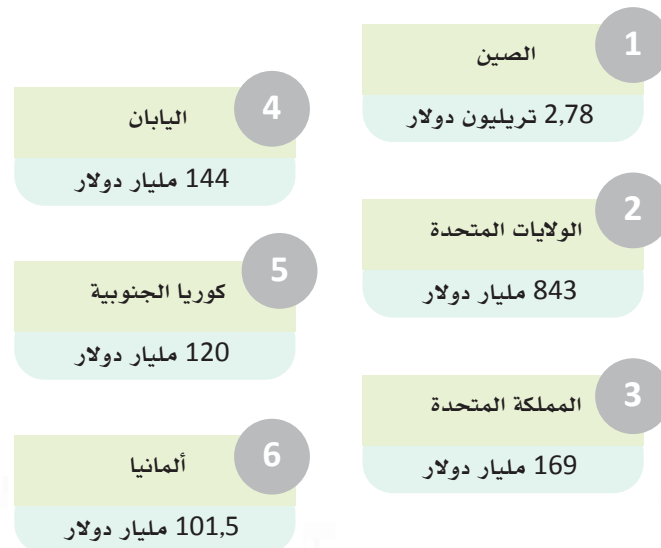 1
الصين
2,78 تريليون دولار
2
الولايات المتحدة
843 مليار دولار
3
المملكة المتحدة
169 مليار دولار
4
اليابان
144 مليار دولار
5
كوريا الجنوبية
120 مليار دولار
6
ألمانيا
101,5 مليار دولار